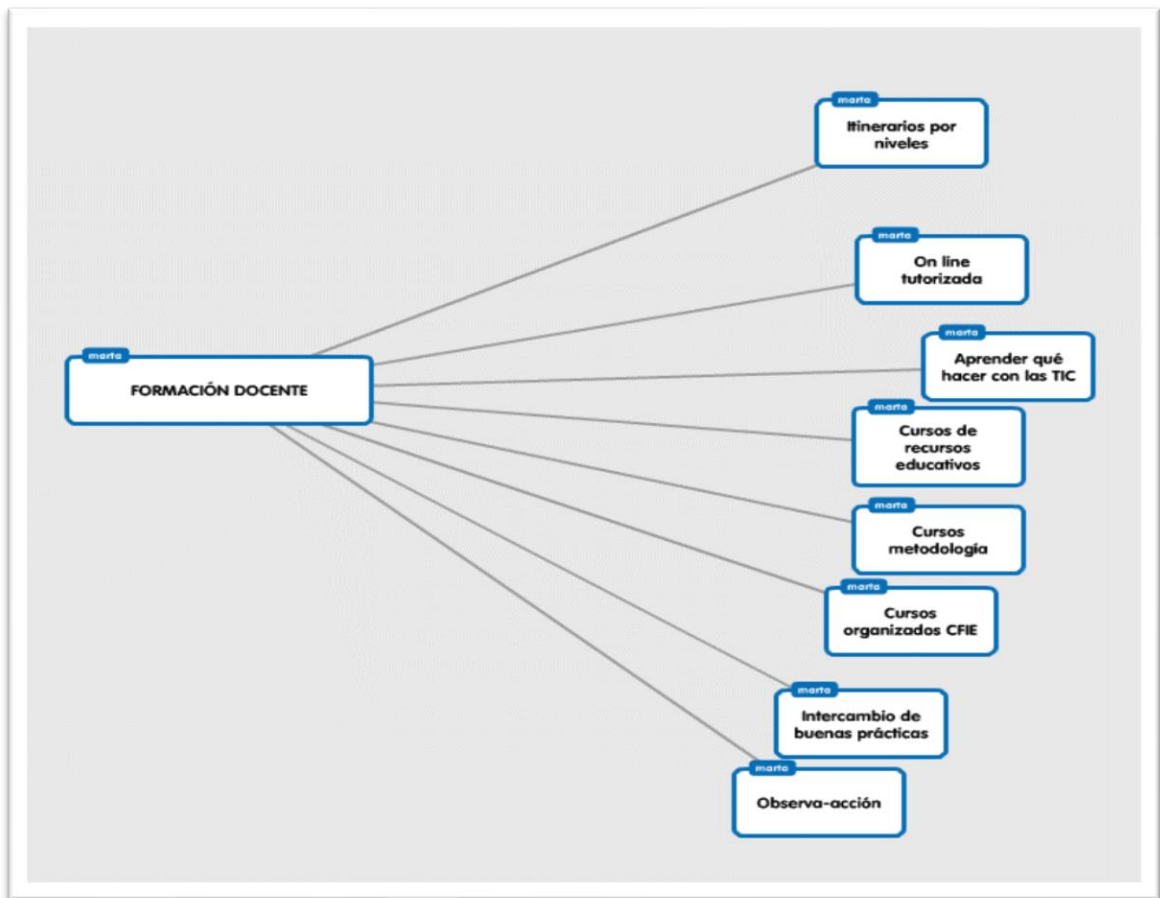 marta
Itinerarios por
niveles
marta
On line
tutorizada
marta
Aprender qué
hacer con las TIC
marta
FORMACIÓN DOCENTE
marta
Cursos de
recursos
educativos
marta
Cursos
metodología
marta
Cursos
organizados CFIE
marta
Intercambio de
buenas prácticas
marta
Observa-acción